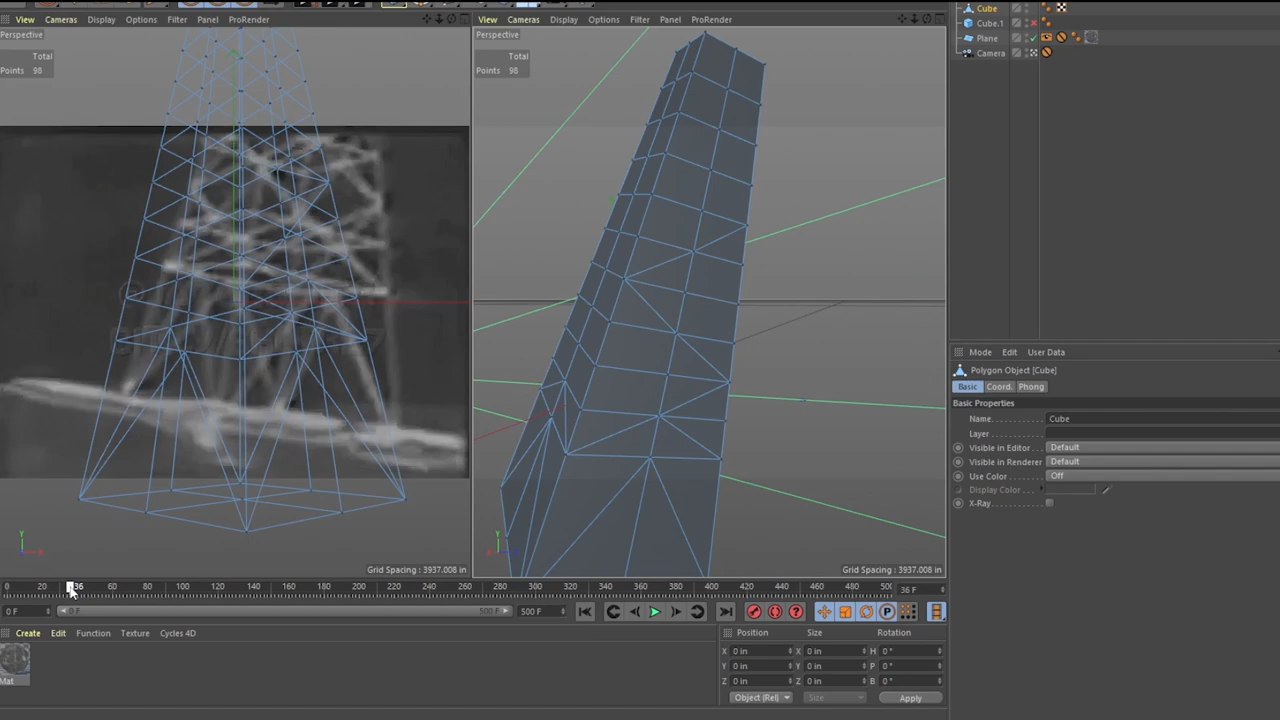 View Cameras Display Options Filter Panel ProRender
View Cameras Display Options Filter Panel ProRender
Cube
Cube.1
Plane
Camera
Perspective
Total
Points 98
Perspective
Total
Points 98
Y
X
Grid Spacing : 3937.008 in
Y
Grid Spacing : 3937.008 in
Mode Edit User Data
Polygon Object [Cube]
Basic Coord. Phong
Basic Properties
Name Cube
Layer
Visible in Editor Default
Visible in Renderer Default
Use Color Off
Display Color
X-Ray
0 20 36 60 80 100 120 140 160 180 200 220 240 260 280 300 320 340 360 380 400 420 440 460 480 500 36 F
0 F 0 F 500 F 500 F P
Create Edit Function Texture Cycles 4D
Mat
Position Size Rotation
X 0 in X 0 in H 0 °
Y 0 in Y 0 in P 0 °
Z 0 in Z 0 in B 0 °
Object (Rel) Size Apply